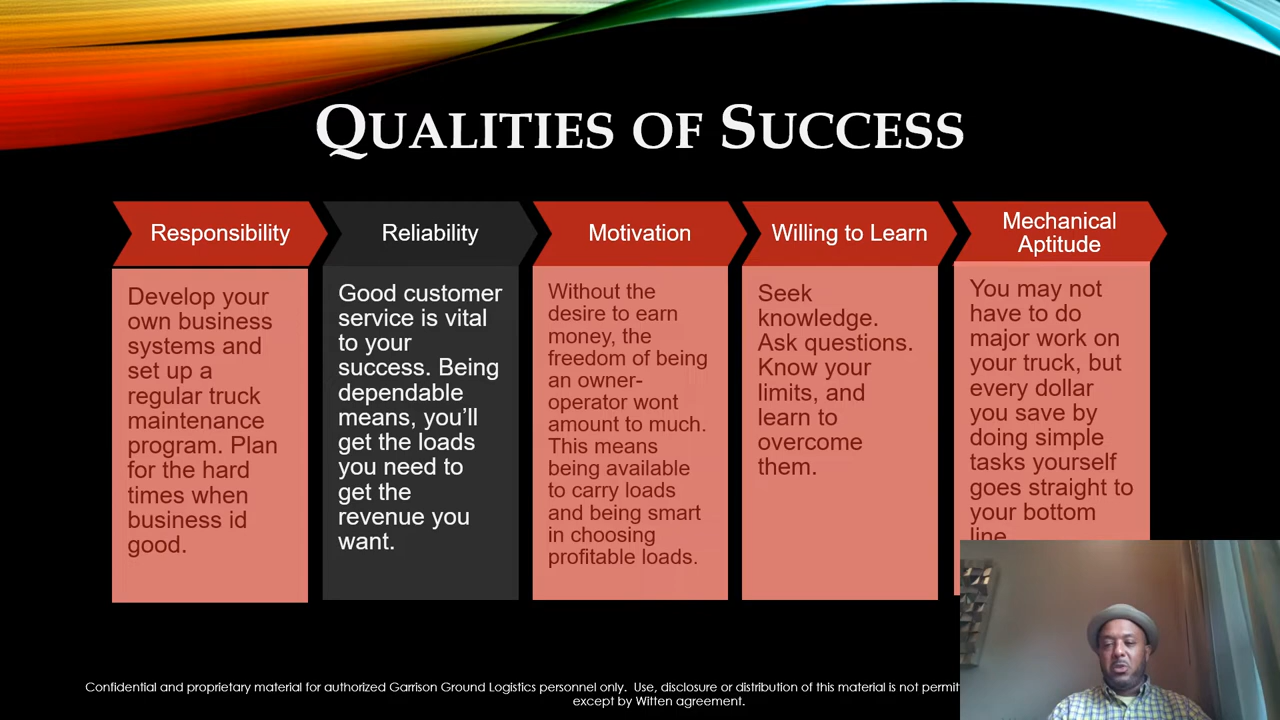 QUALITIES OF SUCCESS
Responsibility
Develop your
own business
systems and
set up a
regular truck
maintenance
program. Plan
for the hard
times when
business id
good.
Reliability
Good customer
service is vital
to your
success. Being
dependable
means, you’ll
get the loads
you need to
get the
revenue you
want.
Motivation
Without the
desire to earn
money, the
freedom of being
an owner-
operator wont
amount to much.
This means
being available
to carry loads
and being smart
in choosing
profitable loads.
Willing to Learn
Seek
knowledge.
Ask questions.
Know your
limits, and
learn to
overcome
them.
Mechanical
Aptitude
You may not
have to do
major work on
your truck, but
every dollar
you save by
doing simple
tasks yourself
goes straight to
your bottom
line
Confidential and proprietary material for authorized Garrison Ground Logistics personnel only. Use, disclosure or distribution of this material is not permit
except by Witten agreement.